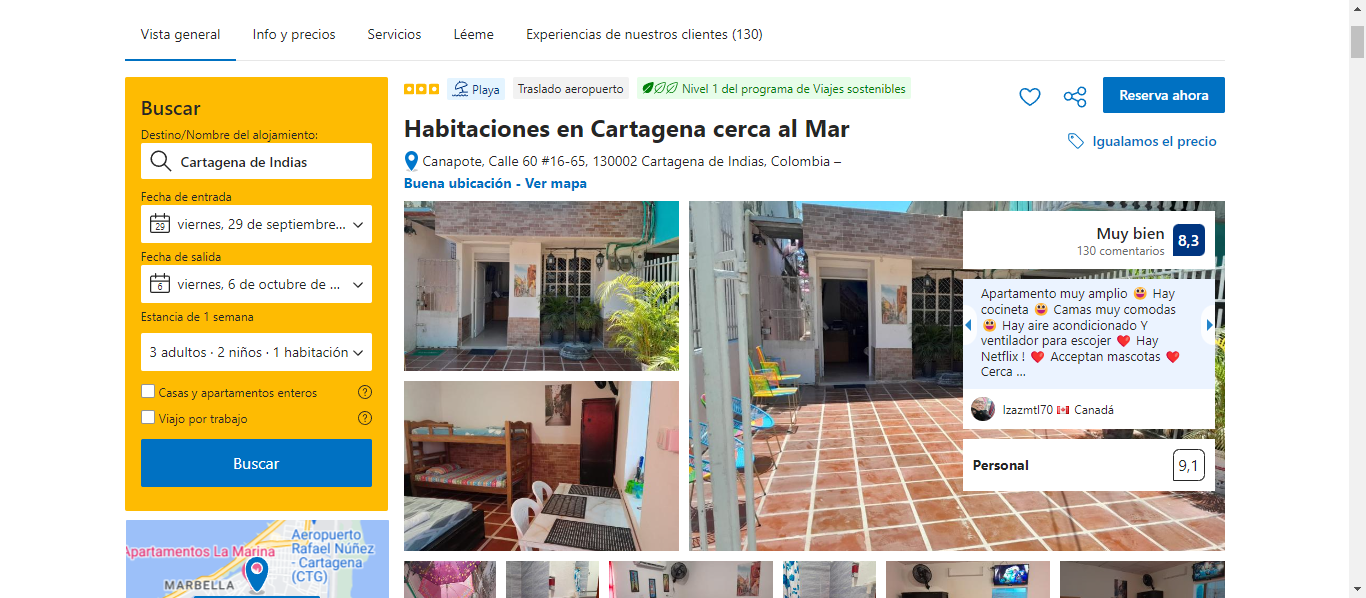 Vista general
Info y precios
Servicios
Léeme
Experiencias de nuestros clientes (130)
Buscar
Destino/Nombre del alojamiento:
Cartagena de Indias
Fecha de entrada
29
viernes, 29 de septiembre...
Fecha de salida
6
viernes, 6 de octubre de ...
Estancia de 1 semana
3 adultos · 2 niños · 1 habitación
Casas y apartamentos enteros
Viajo por trabajo
Buscar
Apartamentos La Marina
Aeropuerto
Rafael Núñez
- Cartagena
(CTG)
MARBELLA
Playa
Traslado aeropuerto
Nivel 1 del programa de Viajes sostenibles
Reserva ahora
Habitaciones en Cartagena cerca al Mar
Igualamos el precio
Canapote, Calle 60 #16-65, 130002 Cartagena de Indias, Colombia –
Buena ubicación - Ver mapa
Muy bien
130 comentarios
8,3
Apartamento muy amplio 😃 Hay
cocineta 😃 Camas muy comodas
😃 Hay aire acondicionado Y
ventilador para escojer ❤️ Hay
Netflix ! ❤️ Acceptan mascotas ❤️
Cerca ...
Izazmtl70 🇨🇦 Canadá
Personal
9,1